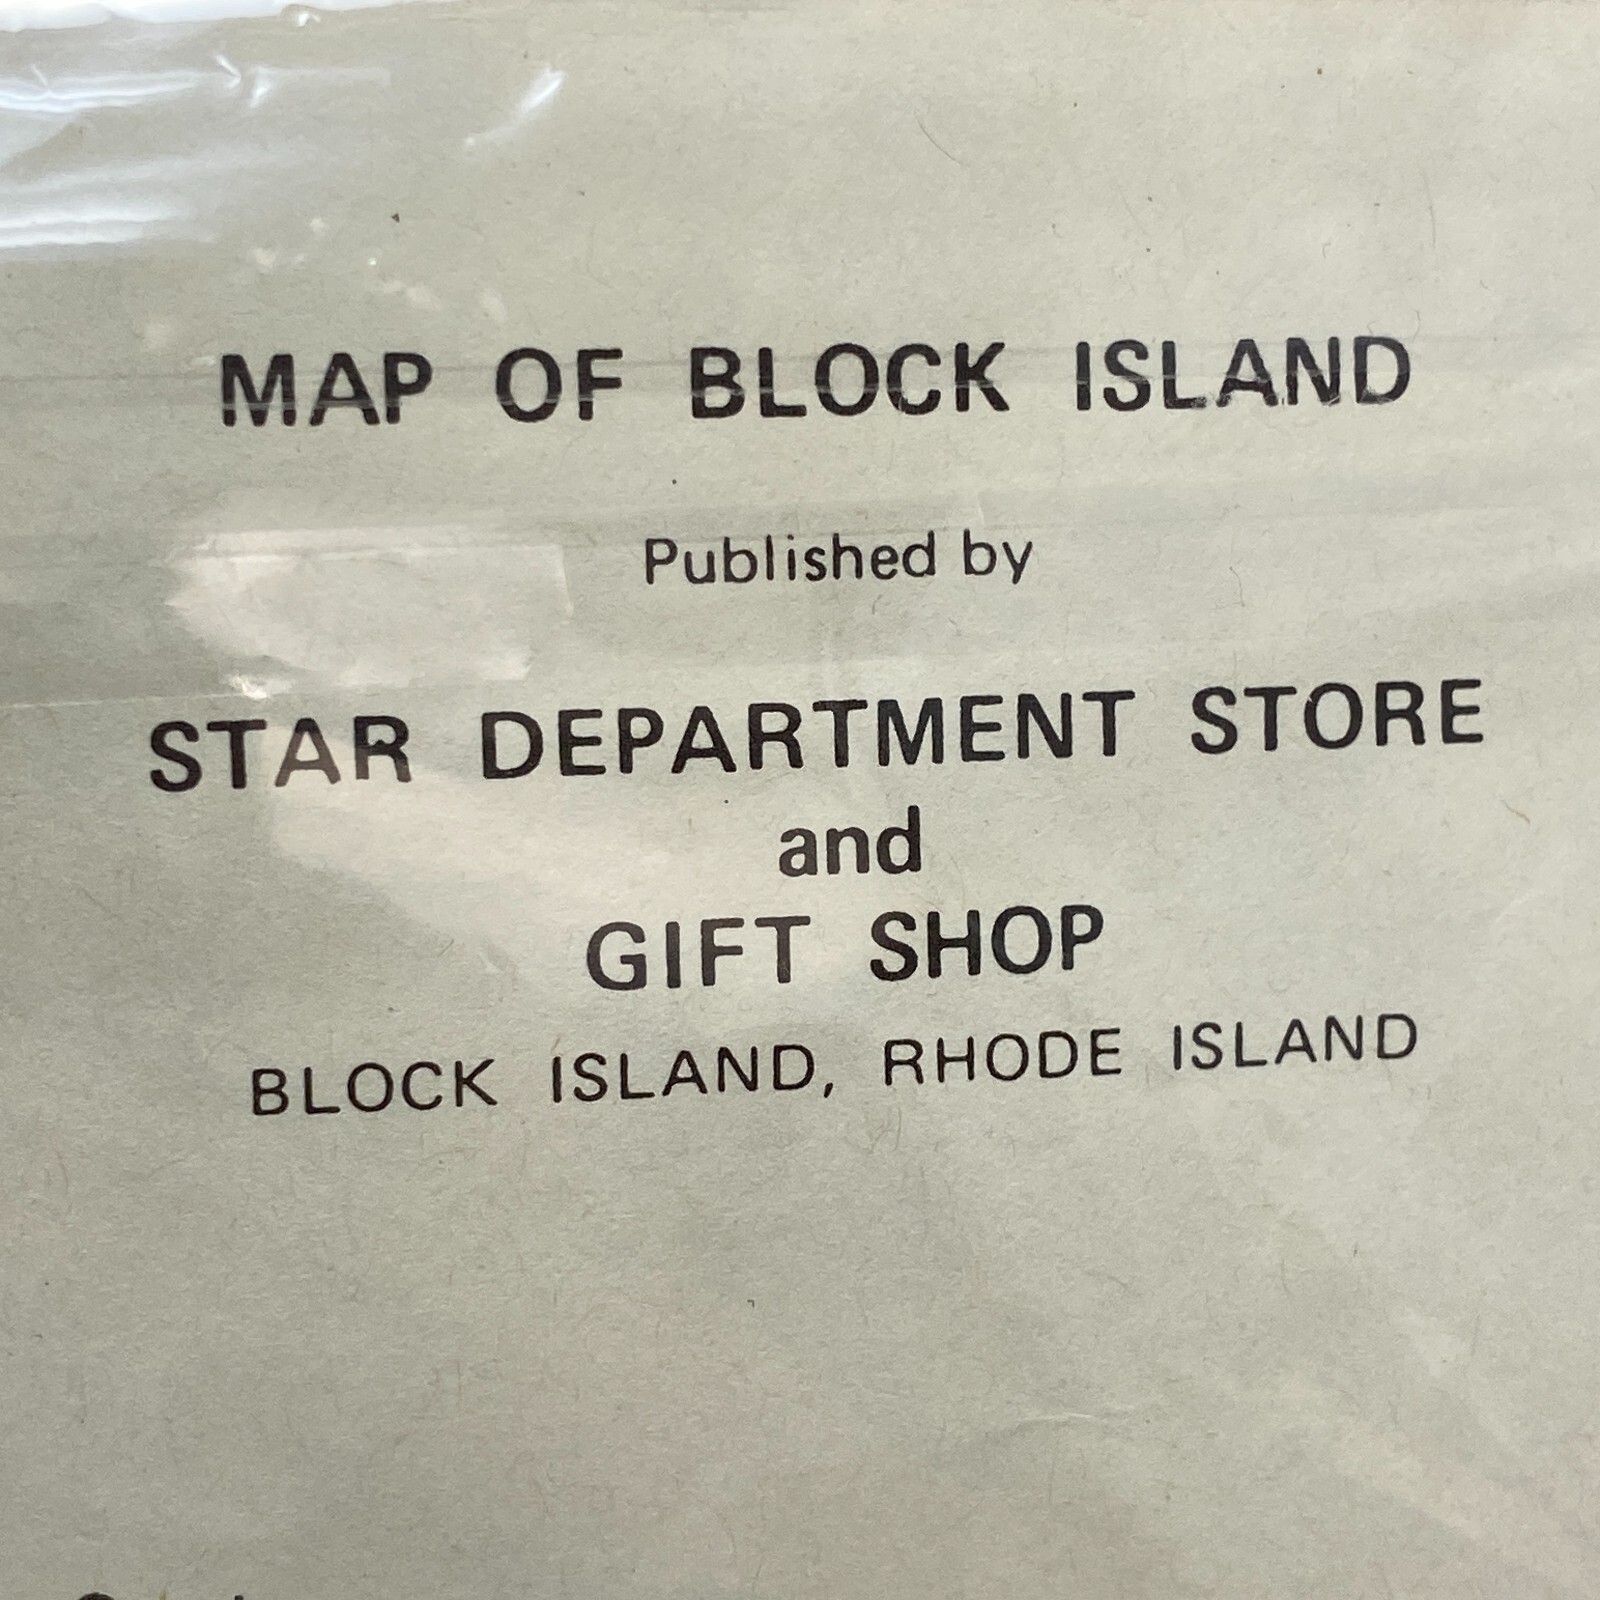 MAP OF BLOCK ISLAND
Published by
STAR DEPARTMENT STORE
and
GIFT SHOP
BLOCK ISLAND, RHODE ISLAND